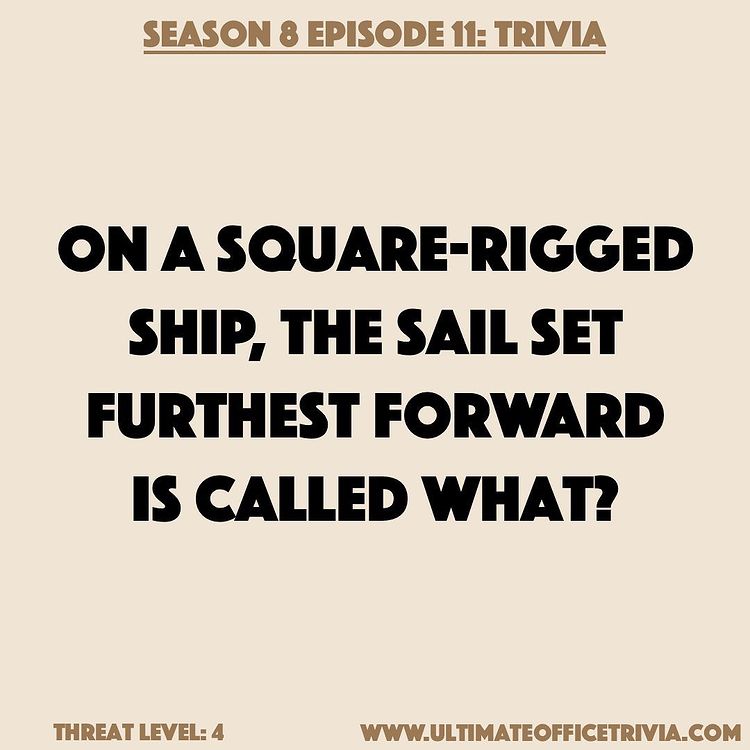 SEASON 8 EPISODE 11: TRIVIA
ON A SQUARE-RIGGED
SHIP, THE SAIL SET
FURTHEST FORWARD
IS CALLED WHAT?
THREAT LEVEL: 4
WWW.ULTIMATEOFFICETRIVIA.COM